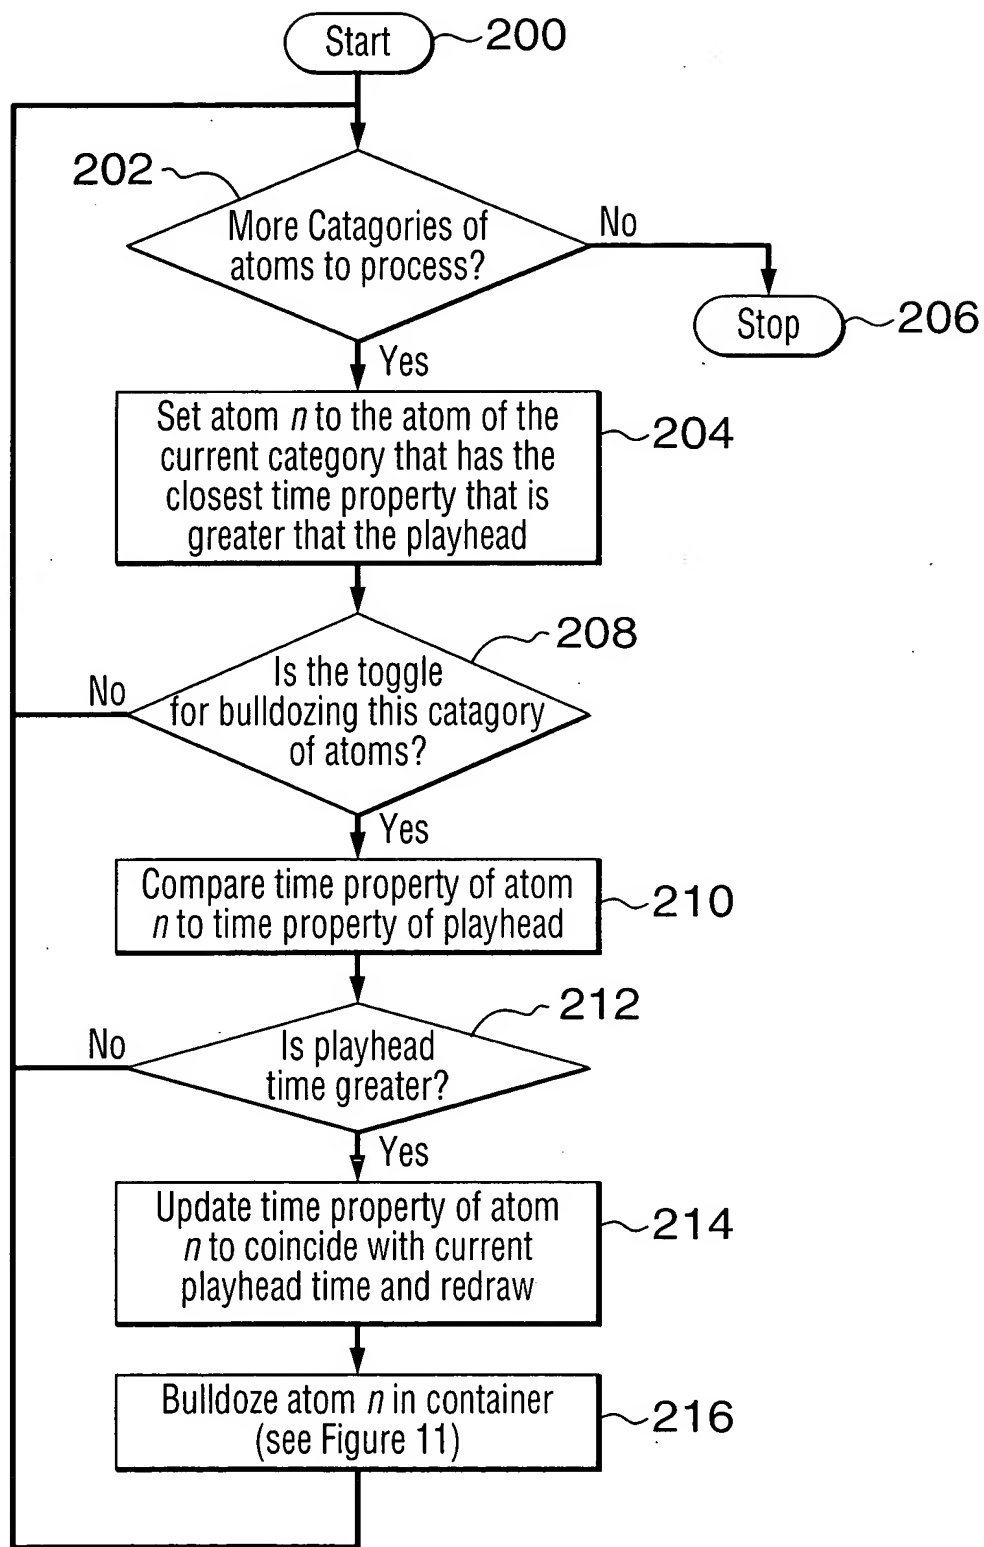 Start
200
202
More Catagories of
atoms to process?
No
Stop
206
Yes
Set atom n to the atom of the
current category that has the
closest time property that is
greater that the playhead
204
208
Is the toggle
for bulldozing this catagory
of atoms?
No
Yes
Compare time property of atom
n to time property of playhead
210
212
Is playhead
time greater?
No
Yes
Update time property of atom
n to coincide with current
playhead time and redraw
214
Bulldoze atom n in container
(see Figure 11)
216